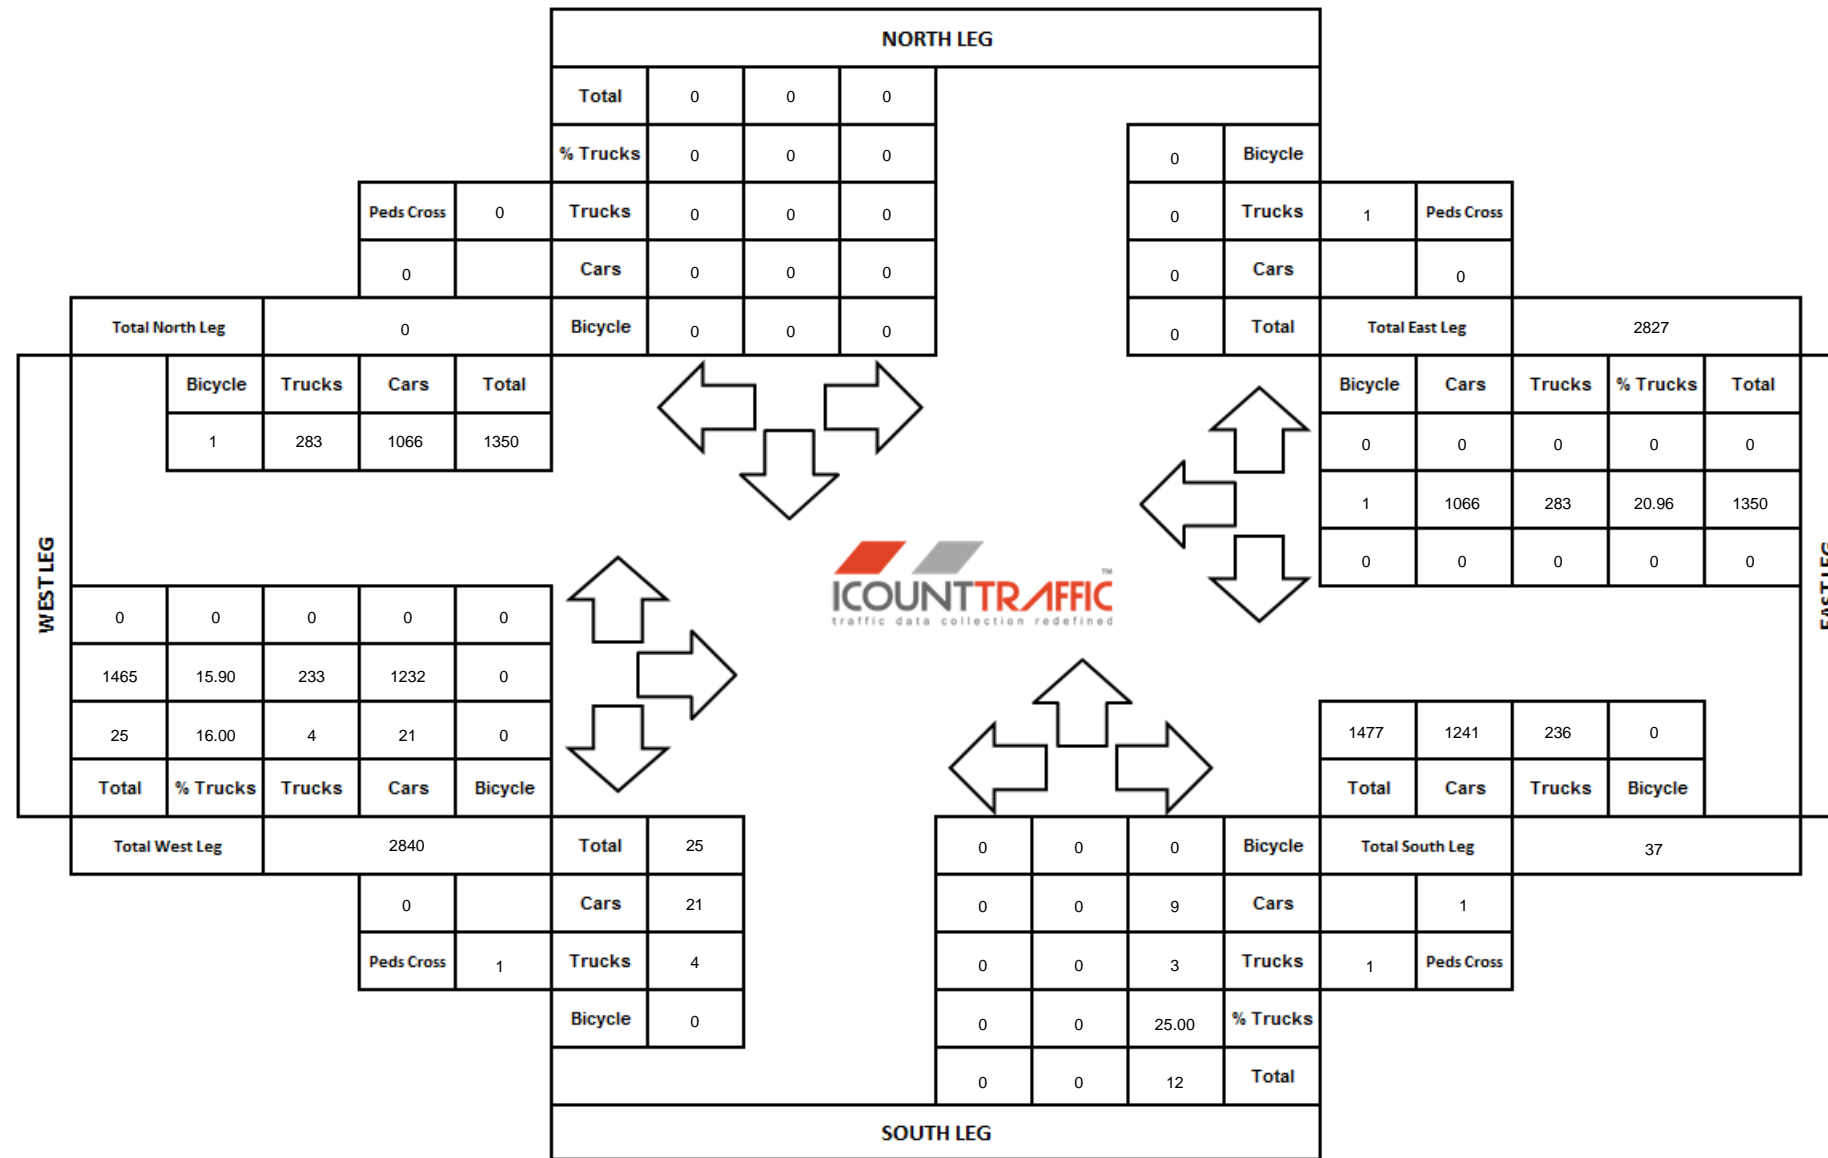 NORTH LEG
Total 0 0 0
% Trucks 0 0 0 0 Bicycle
Peds Cross 0 Trucks 0 0 0 0 Trucks 1 Peds Cross
0 Cars 0 0 0 0 Cars 0
Total North Leg 0 Bicycle 0 0 0 0 Total Total East Leg 2827
Bicycle Trucks Cars Total Bicycle Cars Trucks % Trucks Total
1 283 1066 1350 0 0 0 0 0
1 1066 283 20.96 1350
0 0 0 0 0
WEST LEG
EAST LEG
ICOUNTTRAFFIC™
traffic data collection redefined
0 0 0 0 0
1465 15.90 233 1232 0
25 16.00 4 21 0 1477 1241 236 0
Total % Trucks Trucks Cars Bicycle Total Cars Trucks Bicycle
Total West Leg 2840 Total 25 0 0 0 Bicycle Total South Leg 37
0 Cars 21 0 0 9 Cars 1
Peds Cross 1 Trucks 4 0 0 3 Trucks 1 Peds Cross
Bicycle 0 0 0 25.00 % Trucks
0 0 12 Total
SOUTH LEG